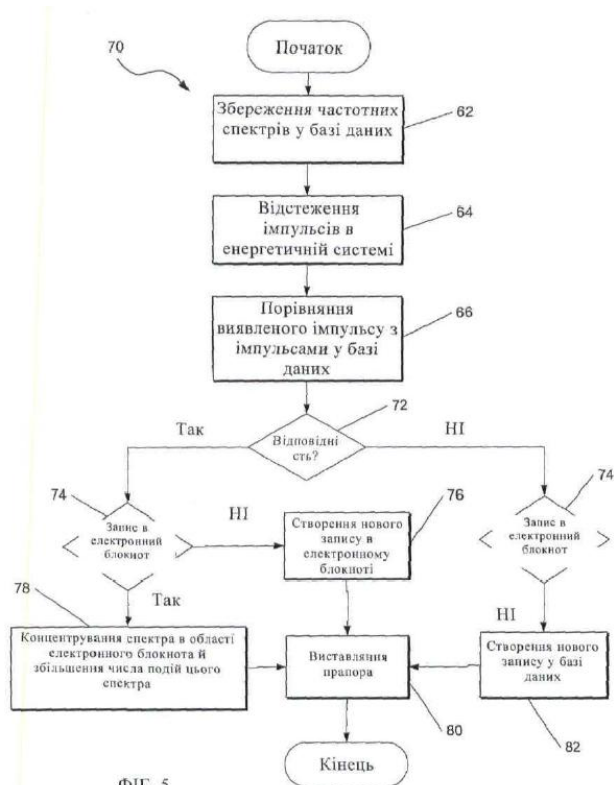 Початок
70
Збереження частотних
спектрів у базі даних
62
Відстеження
імпульсів в
енергетичній системі
64
Порівняння
виявленого імпульсу з
імпульсами у базі
даних
66
72
Так
Відповідні
сть?
НІ
74
Запис в
електронний
блокнот
НІ
Створення нового
запису в
електронному
блокноті
76
74
Запис в
електронний
блокнот
78
Так
НІ
Концентрування спектра в області
електронного блокнота й
збільшення числа подій цього
спектра
Виставляння
прапора
80
Створення нового
запису у базі
даних
82
Кінець
ФІГ. 5